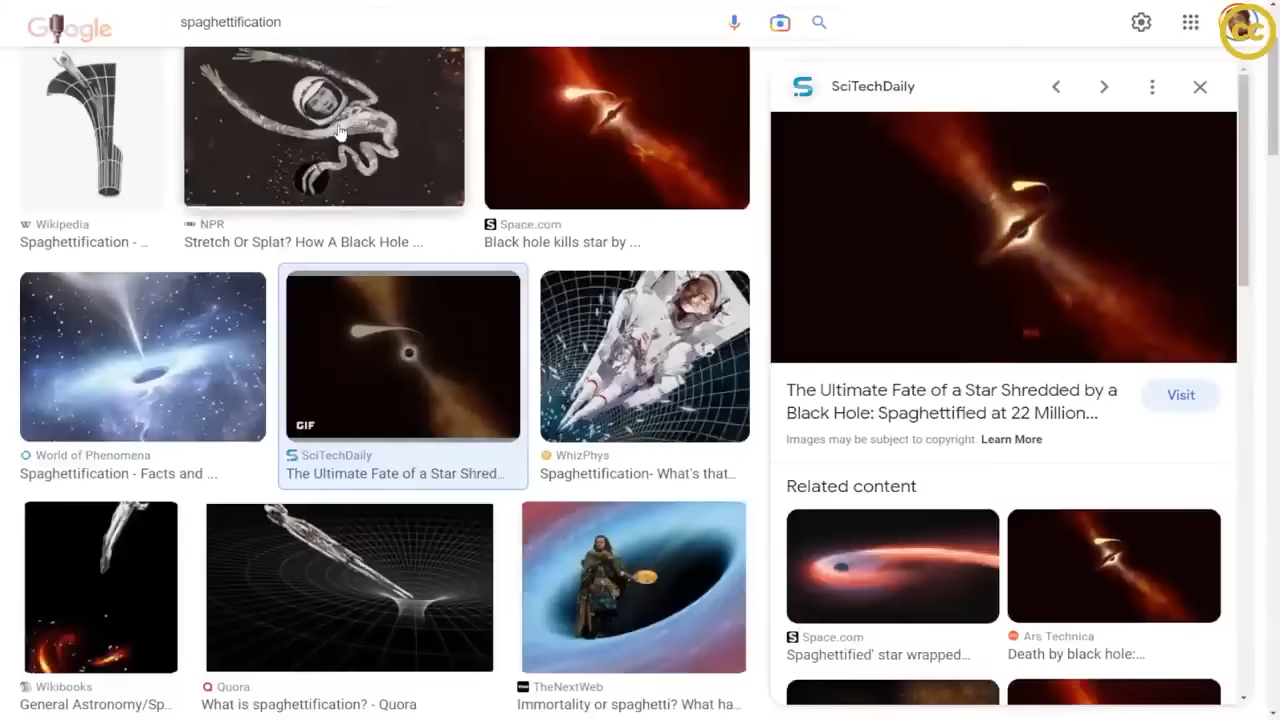 Google
spaghettification
CC
Wikipedia
Spaghettification - ...
NPR
Stretch Or Splat? How A Black Hole ...
Space.com
Black hole kills star by ...
World of Phenomena
Spaghettification - Facts and ...
GIF
SciTechDaily
The Ultimate Fate of a Star Shred...
WhizPhys
Spaghettification- What's that...
Wikibooks
General Astronomy/Sp...
Quora
What is spaghettification? - Quora
TheNextWeb
Immortality or spaghetti? What ha...
SciTechDaily
The Ultimate Fate of a Star Shredded by a
Black Hole: Spaghettified at 22 Million...
Visit
Images may be subject to copyright. Learn More
Related content
Space.com
Spaghettified' star wrapped...
Ars Technica
Death by black hole:...